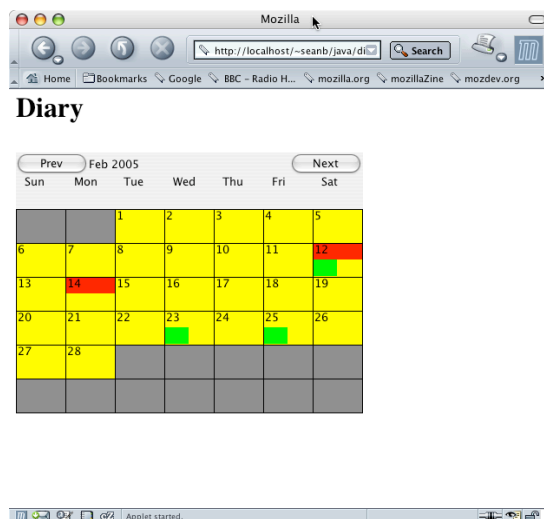 Mozilla
http://localhost/~seanb/java/di
Search
Home Bookmarks Google BBC – Radio H... mozilla.org mozillaZine mozdev.org
Diary
Prev Feb 2005 Next
Sun Mon Tue Wed Thu Fri Sat
1 2 3 4 5
6 7 8 9 10 11 12
13 14 15 16 17 18 19
20 21 22 23 24 25 26
27 28
Applet started.